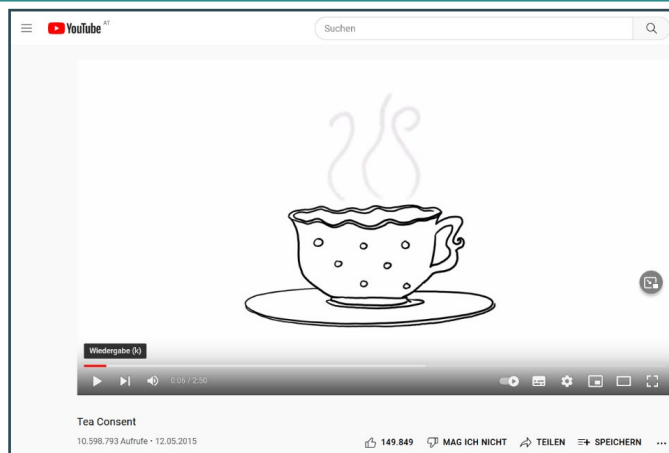 YouTube AT
Suchen
Wiedergabe (k)
0:06 / 2:50
Tea Consent
10.598.793 Aufrufe • 12.05.2015
149.849 MAG ICH NICHT TEILEN SPEICHERN ...